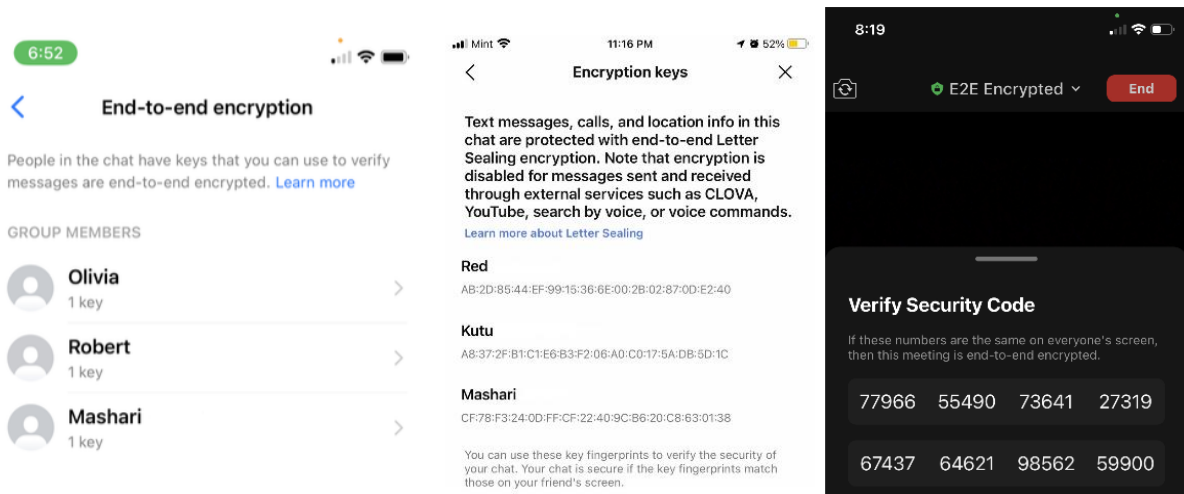 6:52
End-to-end encryption
People in the chat have keys that you can use to verify
messages are end-to-end encrypted. Learn more
GROUP MEMBERS
Olivia
1 key
Robert
1 key
Mashari
1 key
Mint
11:16 PM
52%
Encryption keys
Text messages, calls, and location info in this
chat are protected with end-to-end Letter
Sealing encryption. Note that encryption is
disabled for messages sent and received
through external services such as CLOVA,
YouTube, search by voice, or voice commands.
Learn more about Letter Sealing
Red
AB:2D:85:44:EF:99:15:36:6E:00:2B:02:87:0D:E2:40
Kutu
A8:37:2F:B1:C1:E6:B3:F2:06:A0:C0:17:5A:DB:5D:1C
Mashari
CF:78:F3:24:0D:FF:CF:22:40:9C:B6:20:C8:63:01:38
You can use these key fingerprints to verify the security of
your chat. Your chat is secure if the key fingerprints match
those on your friend's screen.
8:19
E2E Encrypted
End
Verify Security Code
If these numbers are the same on everyone's screen,
then this meeting is end-to-end encrypted.
77966 55490 73641 27319
67437 64621 98562 59900